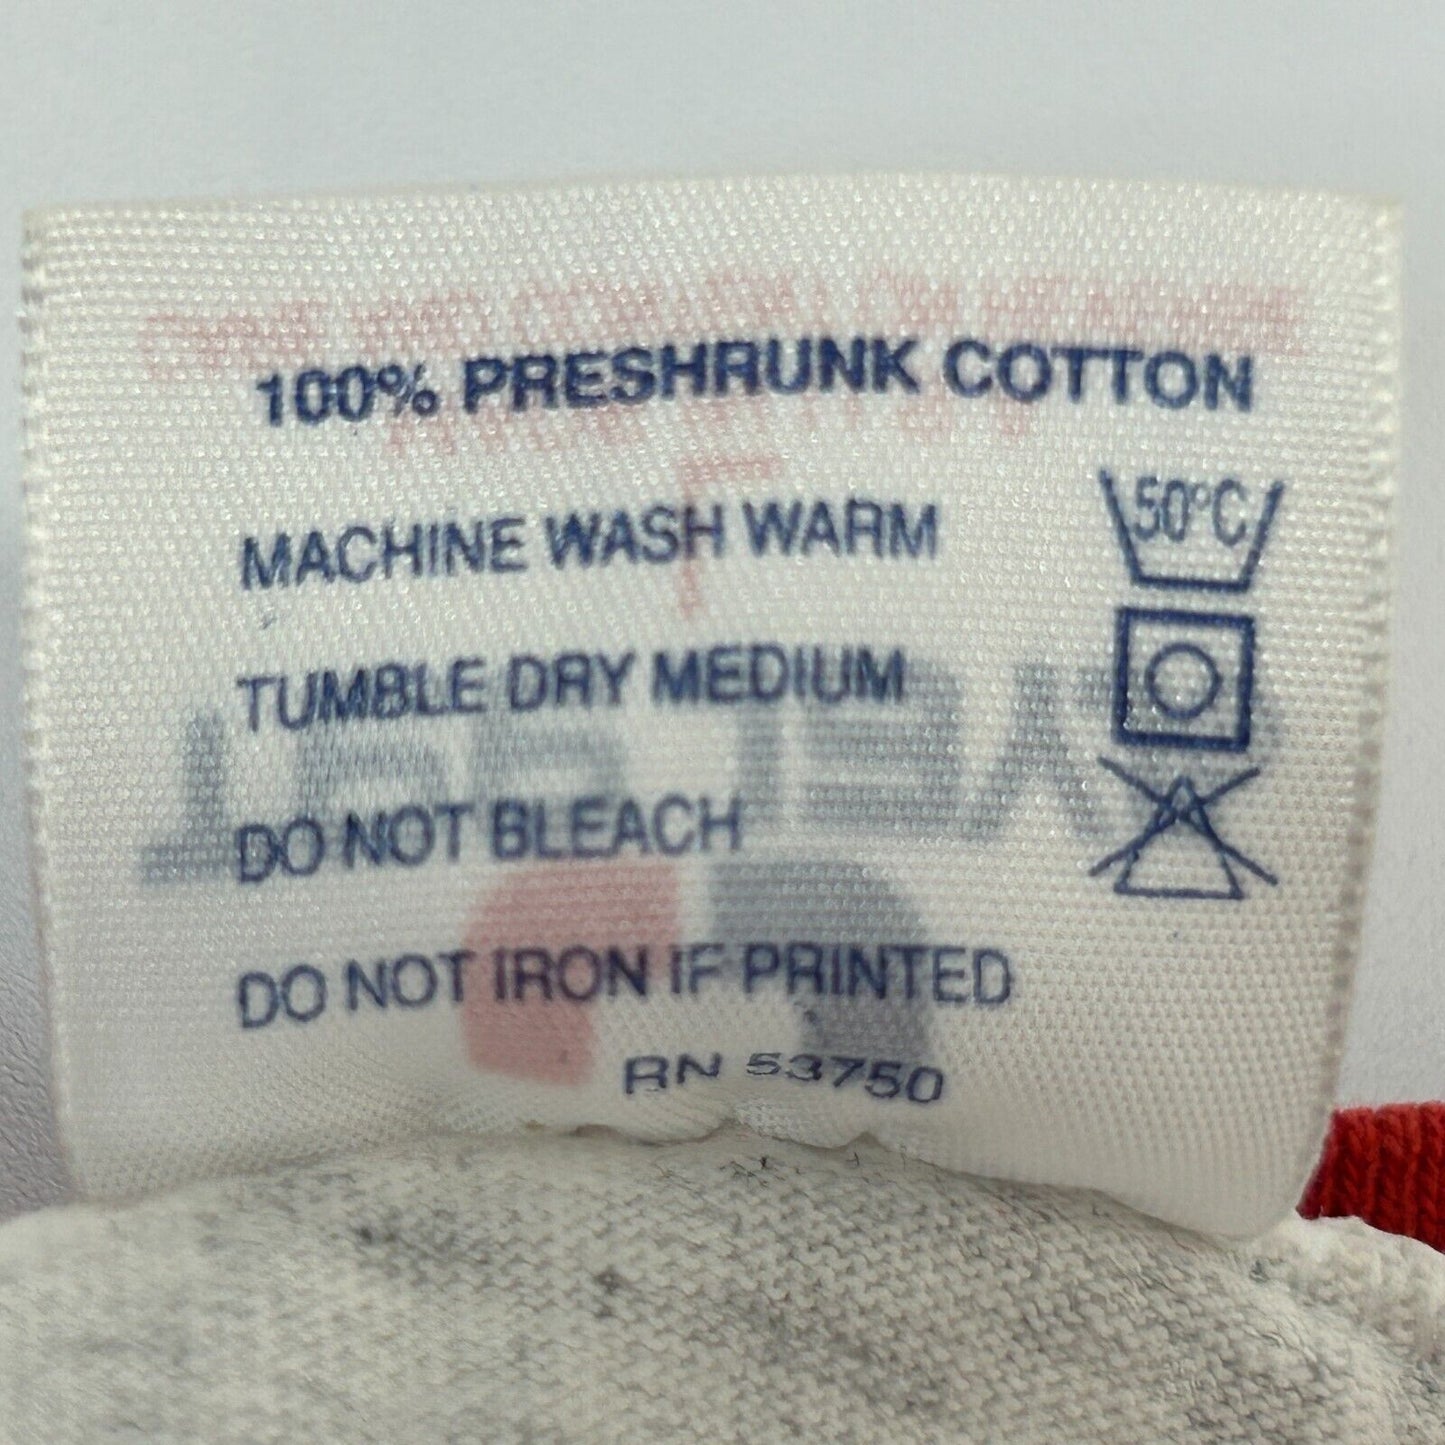 100% PRESHRUNK COTTON
MACHINE WASH WARM
50°C
TUMBLE DRY MEDIUM
DO NOT BLEACH
DO NOT IRON IF PRINTED
RN 53750